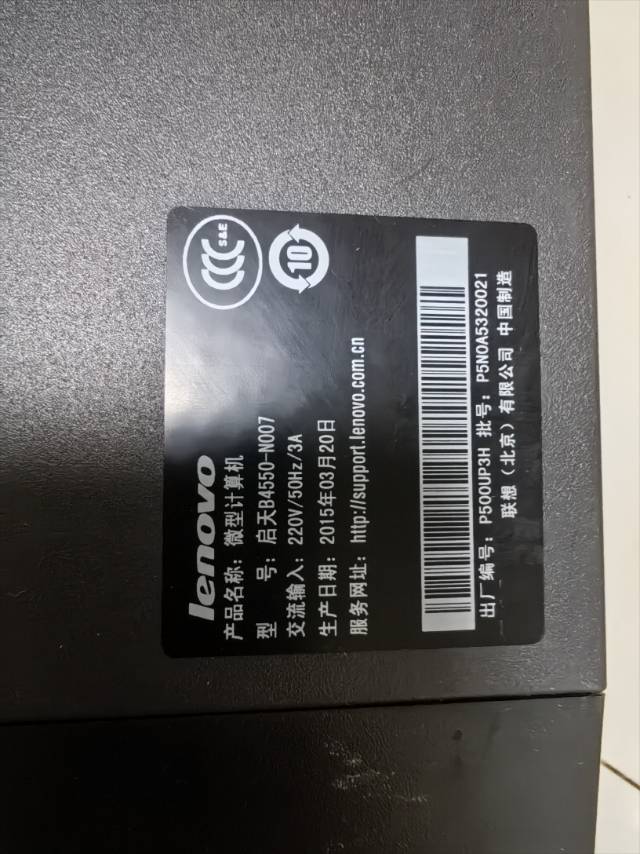 lenovo
产品名称：微型计算机
型 号：启天B4550-N007
交流输入：220V/50Hz/3A
生产日期：2015年03月20日
服务网址：http://support.lenovo.com.cn
CCC S&E
10
出厂编号：P500UP3H 批号：P5N0A5320021
联想（北京）有限公司 中国制造